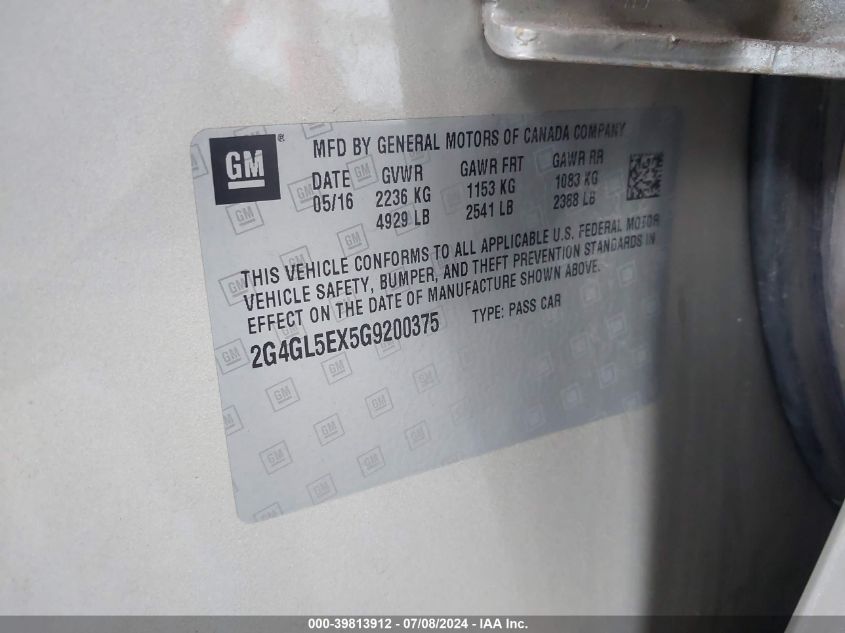 GM®
MFD BY GENERAL MOTORS OF CANADA COMPANY
DATE GVWR GAWR FRT GAWR RR
05/16 2236 KG 1153 KG 1083 KG
4929 LB 2541 LB 2388 LB
THIS VEHICLE CONFORMS TO ALL APPLICABLE U.S. FEDERAL MOTOR
VEHICLE SAFETY, BUMPER, AND THEFT PREVENTION STANDARDS IN
EFFECT ON THE DATE OF MANUFACTURE SHOWN ABOVE.
2G4GL5EX5G9200375 TYPE: PASS CAR
000-39813912 - 07/08/2024 - IAA Inc.